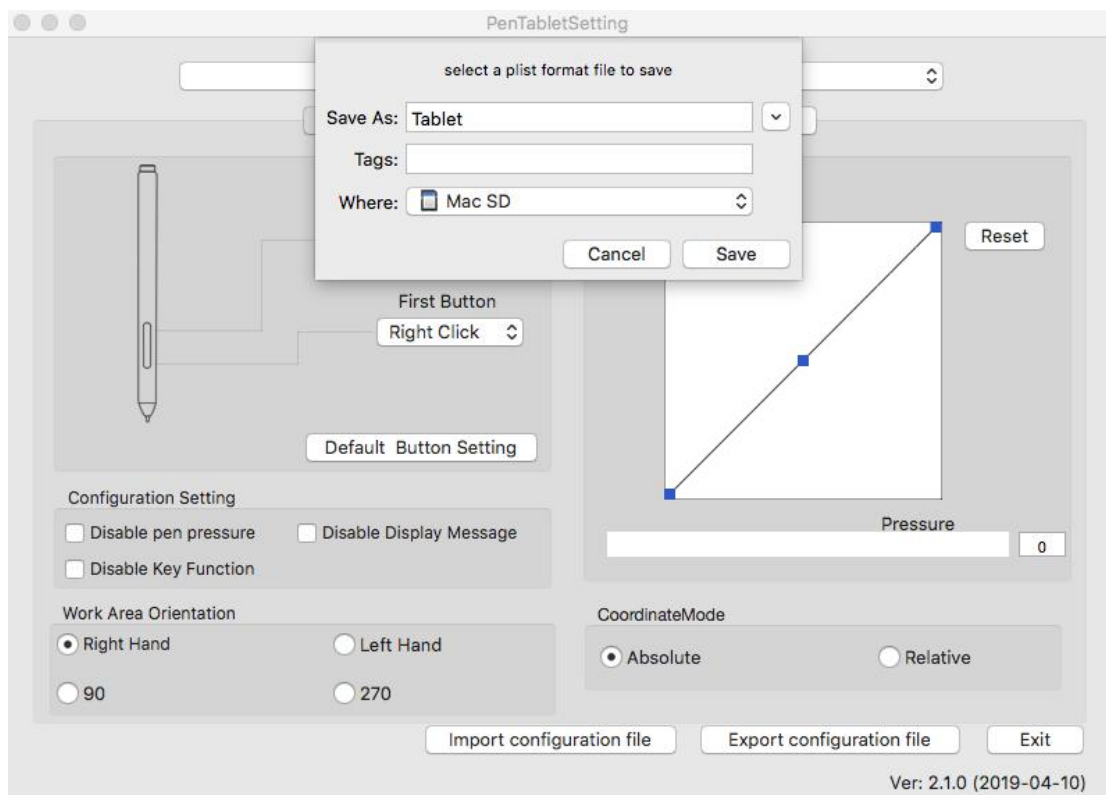 PenTabletSetting
select a plist format file to save
Save As: Tablet
Tags:
Where: Mac SD
Cancel Save
Reset
First Button
Right Click
Default Button Setting
Configuration Setting
Disable pen pressure Disable Display Message
Disable Key Function
Pressure
0
Work Area Orientation
Right Hand Left Hand
90 270
CoordinateMode
Absolute Relative
Import configuration file Export configuration file Exit
Ver: 2.1.0 (2019-04-10)